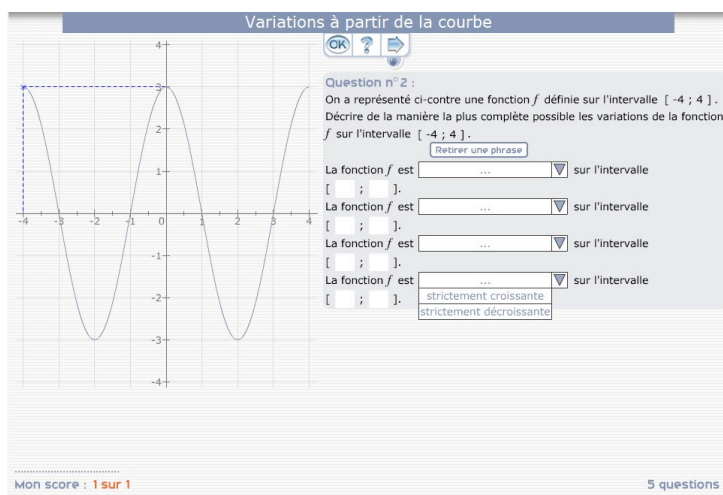 Variations à partir de la courbe
OK ?
Question n°2 :
On a représenté ci-contre une fonction f définie sur l'intervalle [ -4 ; 4 ] .
Décrire de la manière la plus complète possible les variations de la fonction
f sur l'intervalle [ -4 ; 4 ] .
Retirer une phrase
La fonction f est ... sur l'intervalle
[ ; ].
La fonction f est ... sur l'intervalle
[ ; ].
La fonction f est ... sur l'intervalle
[ ; ].
La fonction f est ... sur l'intervalle
[ ; ].
strictement croissante
strictement décroissante
4
3
2
1
-4 -3 -2 -1 0 1 2 3 4
-1
-2
-3
-4
Mon score : 1 sur 1
5 questions